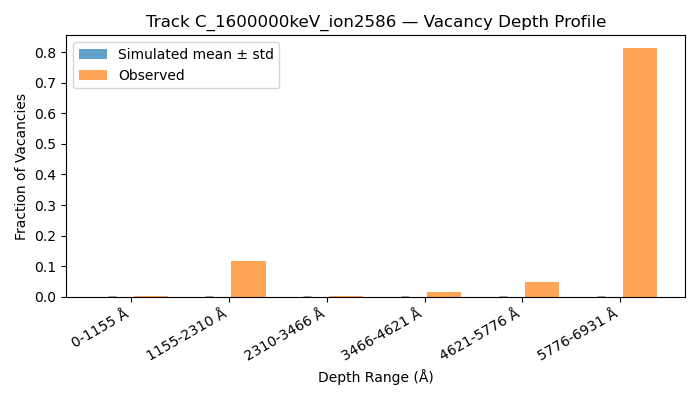 Track C_1600000keV_ion2586 — Vacancy Depth Profile
Simulated mean ± std
Observed
Fraction of Vacancies
0.8
0.7
0.6
0.5
0.4
0.3
0.2
0.1
0.0
0-1155 Å
1155-2310 Å
2310-3466 Å
3466-4621 Å
4621-5776 Å
5776-6931 Å
Depth Range (Å)